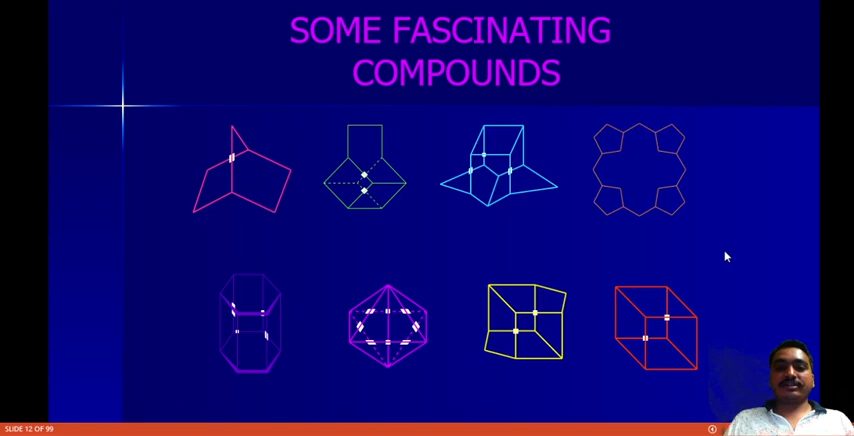 SOME FASCINATING
COMPOUNDS
SLIDE 12 OF 99